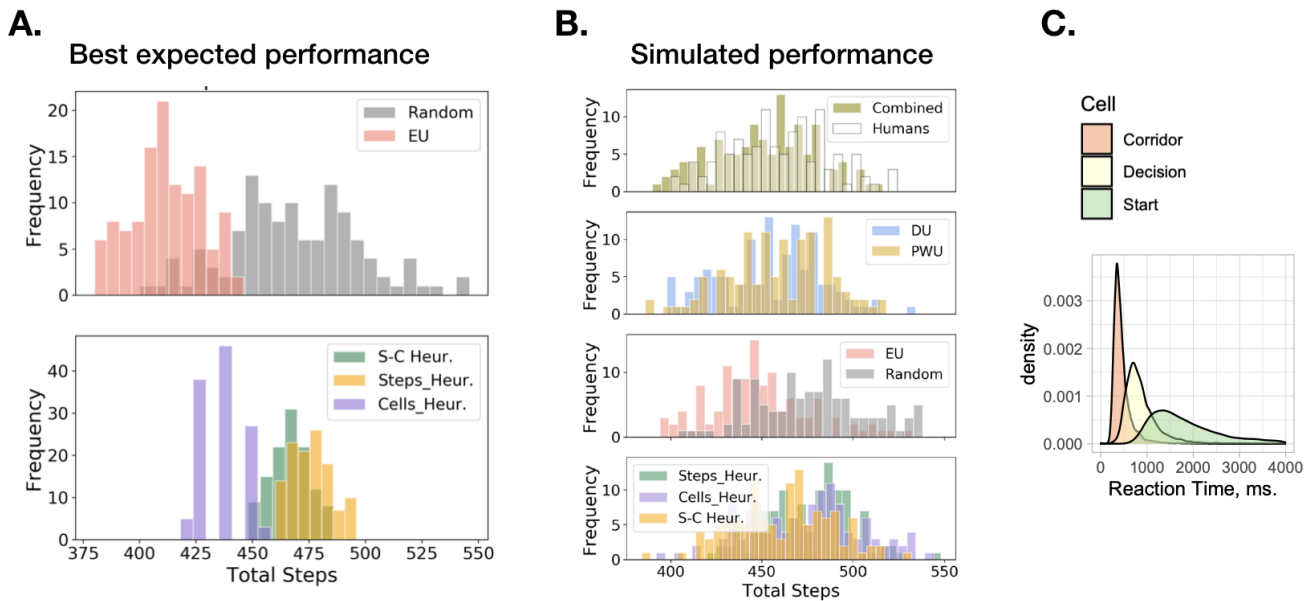 A.
Best expected performance
Frequency
20
15
10
5
0
Random
EU
Frequency
40
30
20
10
0
S-C Heur.
Steps_Heur.
Cells_Heur.
375 400 425 450 475 500 525 550
Total Steps
B.
Simulated performance
Frequency
10
5
0
Combined
Humans
Frequency
10
5
0
DU
PWU
Frequency
10
0
EU
Random
Frequency
10
5
0
Steps_Heur.
Cells_Heur.
S-C Heur.
400 450 500 550
Total Steps
C.
Cell
Corridor
Decision
Start
density
0.003
0.002
0.001
0.000
0 1000 2000 3000 4000
Reaction Time, ms.